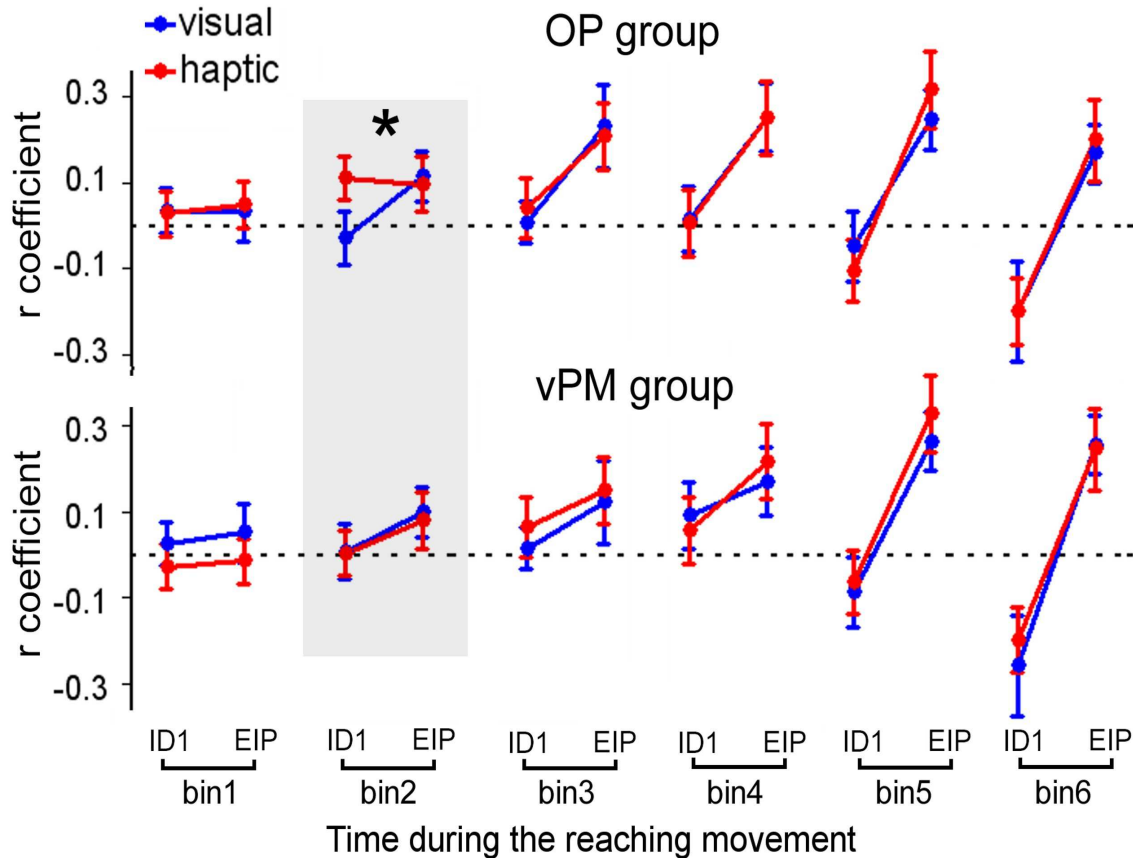 visual
haptic
OP group
r coefficient
0.3
0.1
-0.1
-0.3
*
vPM group
r coefficient
0.3
0.1
-0.1
-0.3
ID1 EIP ID1 EIP ID1 EIP ID1 EIP ID1 EIP ID1 EIP
bin1 bin2 bin3 bin4 bin5 bin6
Time during the reaching movement